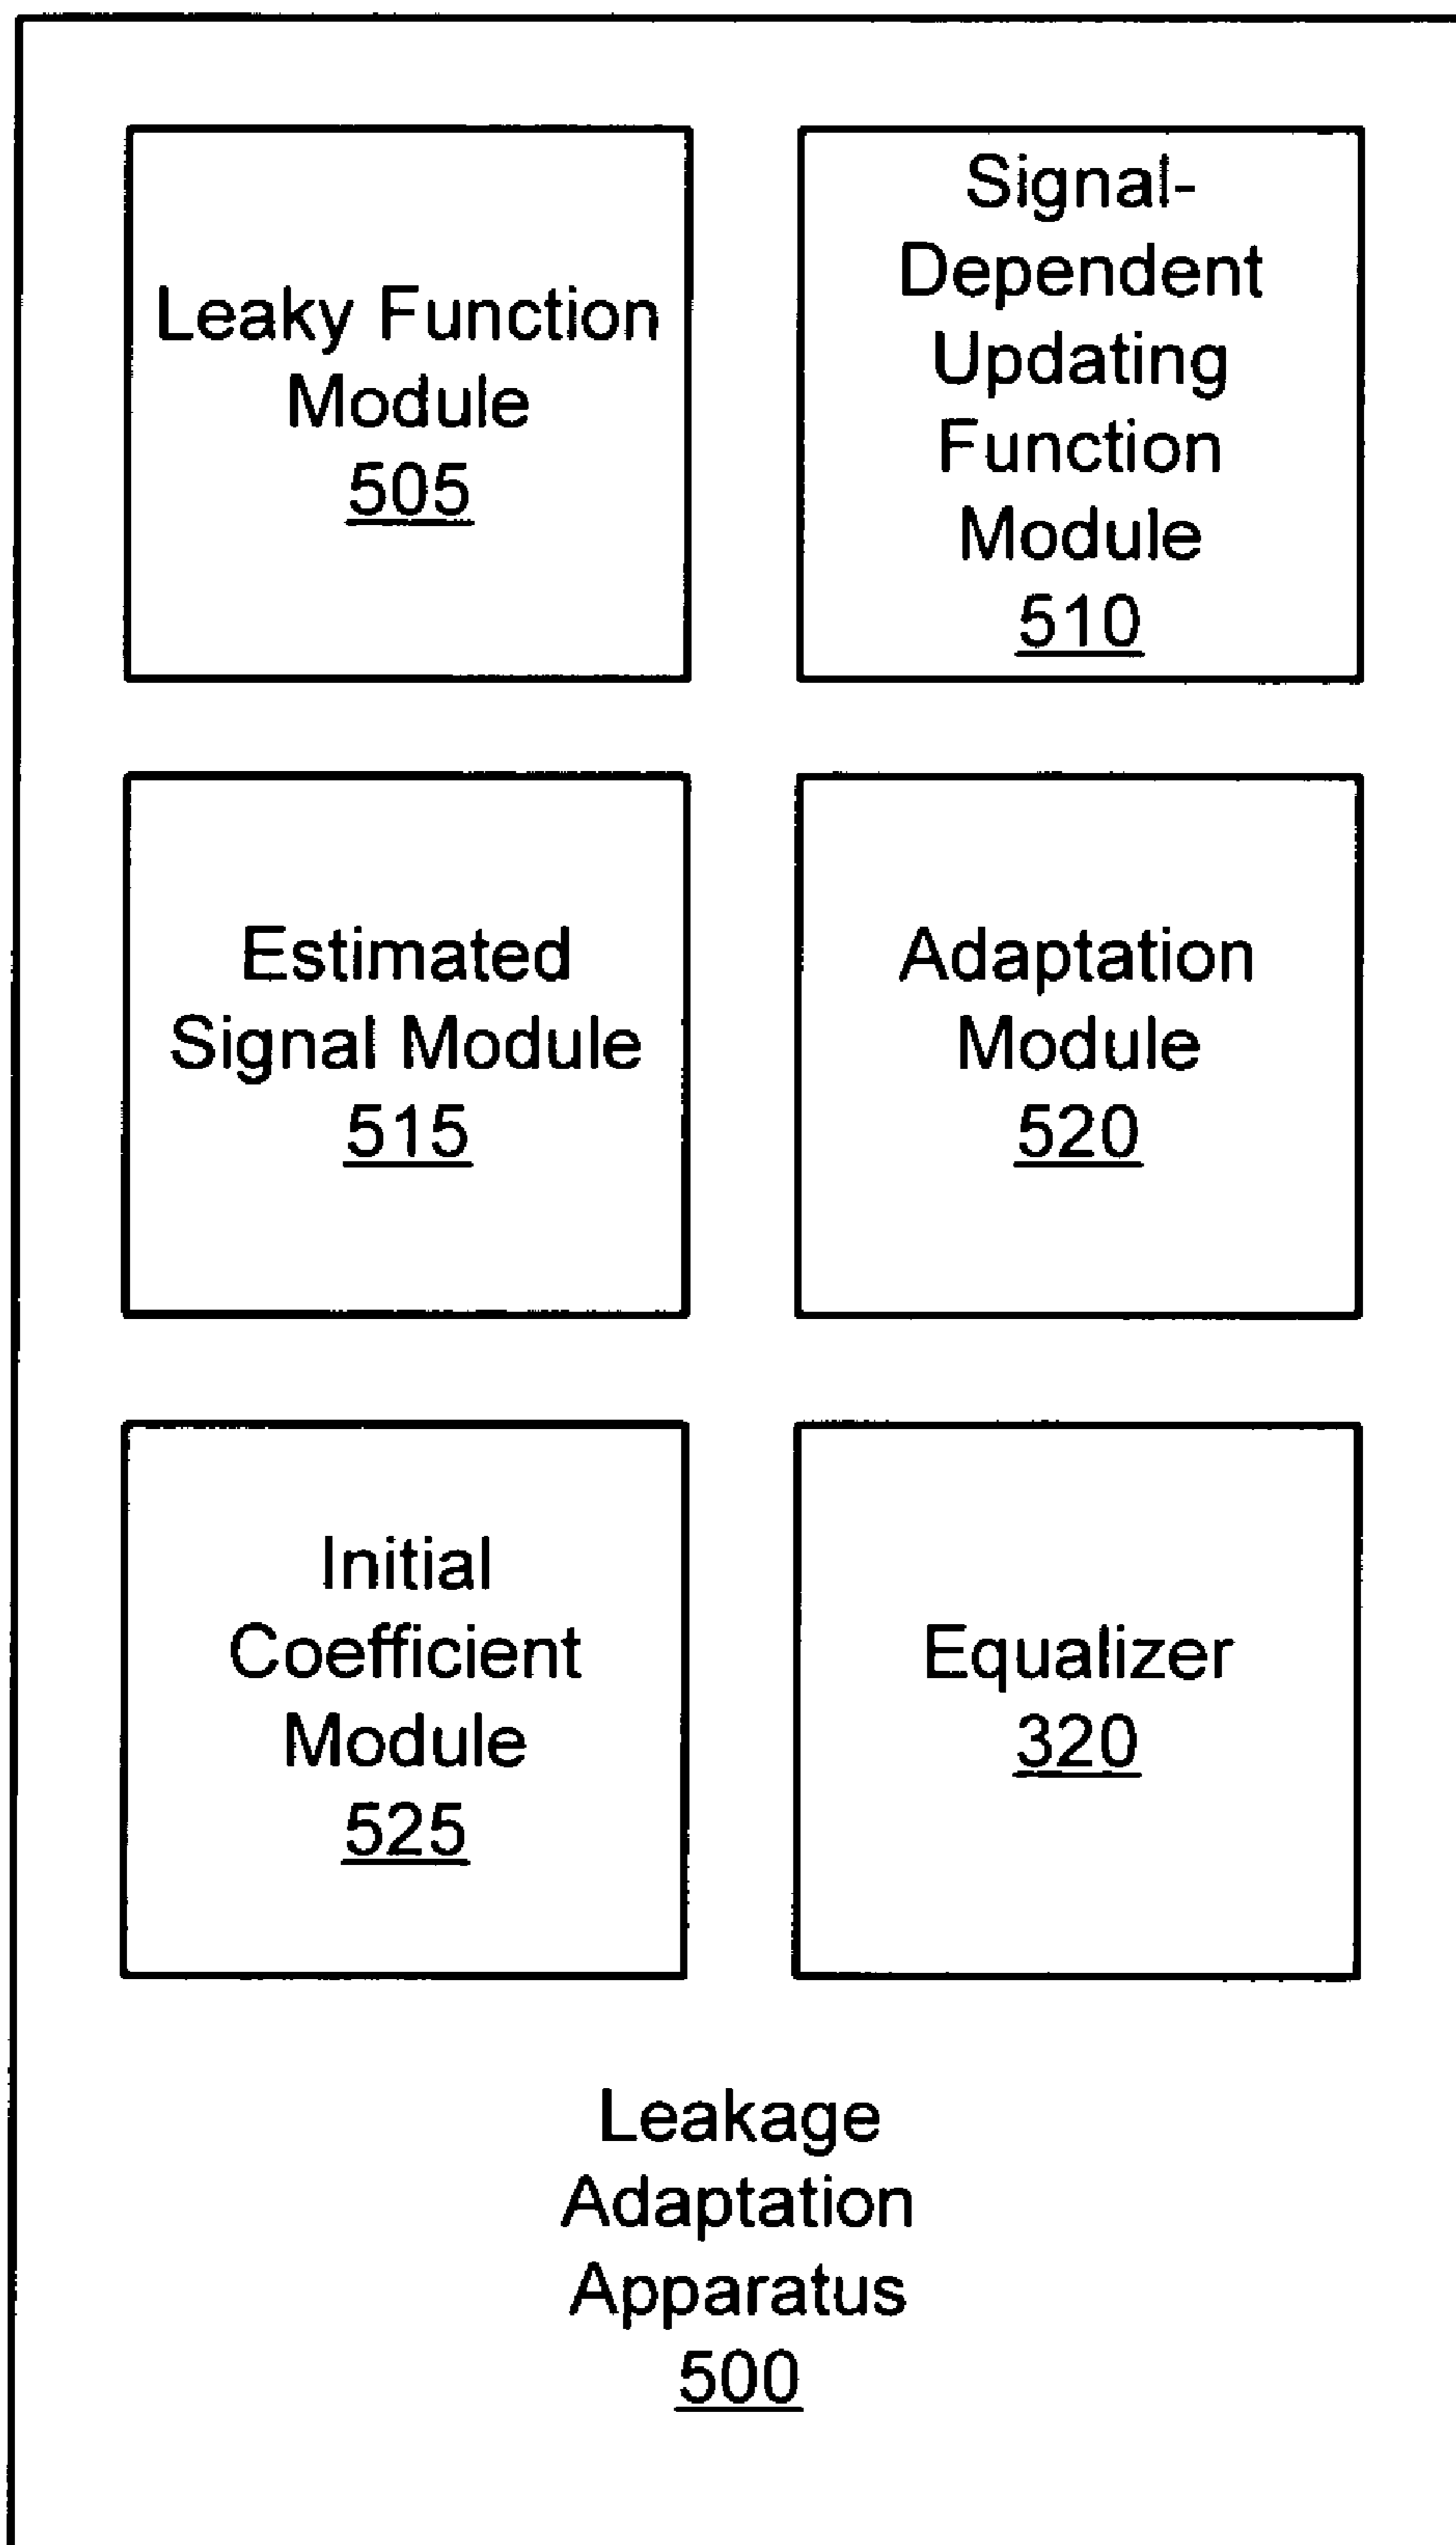 Leaky Function
Module
505
Signal-
Dependent
Updating
Function
Module
510
Estimated
Signal Module
515
Adaptation
Module
520
Initial
Coefficient
Module
525
Equalizer
320
Leakage
Adaptation
Apparatus
500